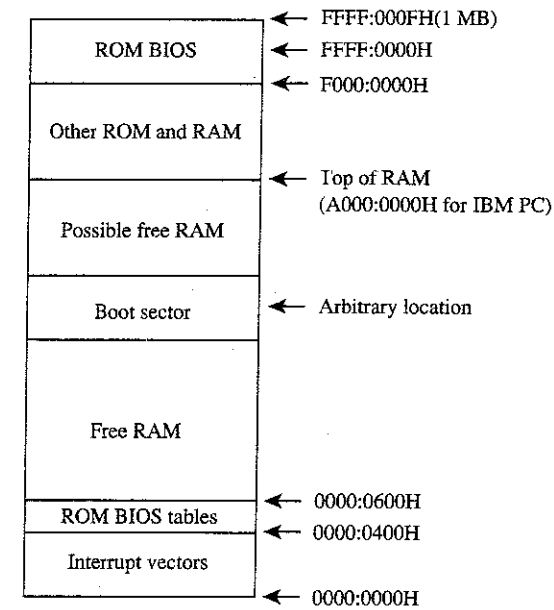 FFFF:000FH(1 MB)
ROM BIOS
FFFF:0000H
F000:0000H
Other ROM and RAM
Top of RAM
(A000:0000H for IBM PC)
Possible free RAM
Boot sector
Arbitrary location
Free RAM
0000:0600H
ROM BIOS tables
0000:0400H
Interrupt vectors
0000:0000H